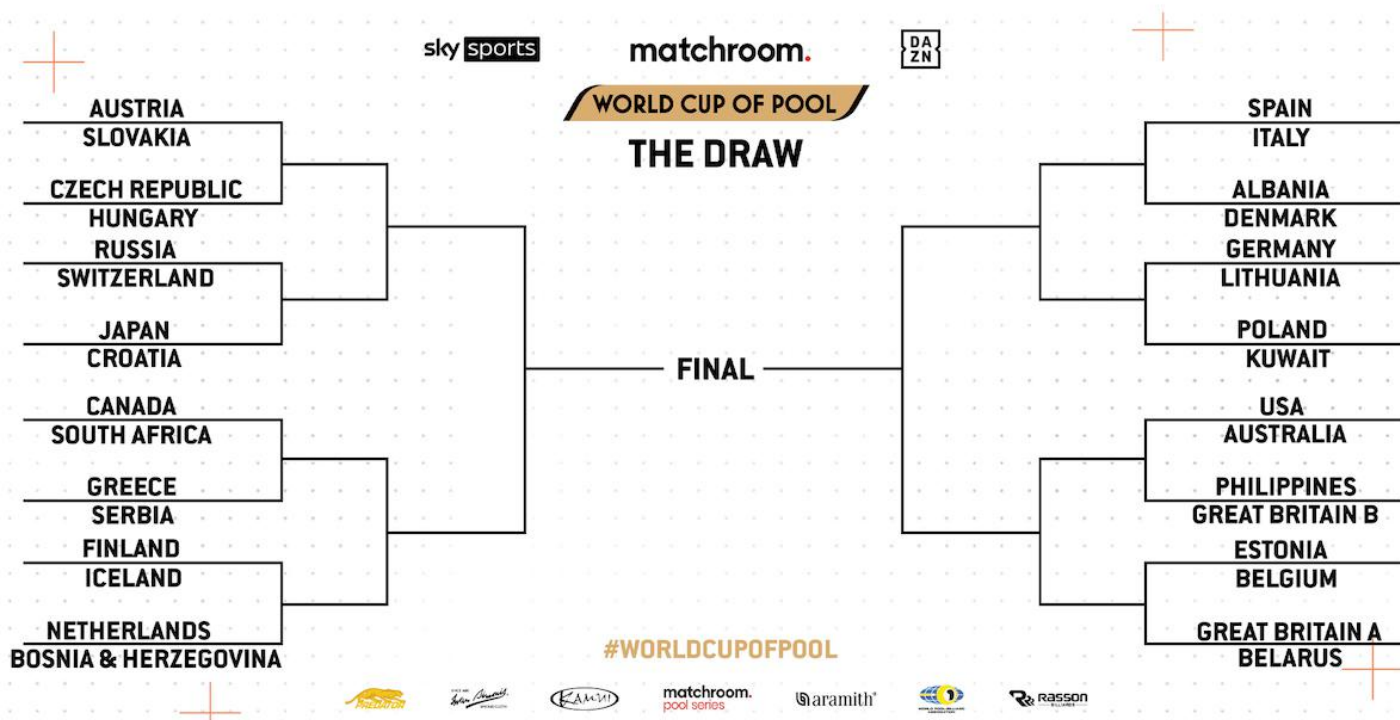 sky sports
matchroom.
DAZN
WORLD CUP OF POOL
THE DRAW
AUSTRIA
SLOVAKIA
CZECH REPUBLIC
HUNGARY
RUSSIA
SWITZERLAND
JAPAN
CROATIA
CANADA
SOUTH AFRICA
GREECE
SERBIA
FINLAND
ICELAND
NETHERLANDS
BOSNIA & HERZEGOVINA
FINAL
SPAIN
ITALY
ALBANIA
DENMARK
GERMANY
LITHUANIA
POLAND
KUWAIT
USA
AUSTRALIA
PHILIPPINES
GREAT BRITAIN B
ESTONIA
BELGIUM
GREAT BRITAIN A
BELARUS
#WORLDCUPOFPOOL
PREDATOR
KAMUI
matchroom.
pool series
aramith
RASSON